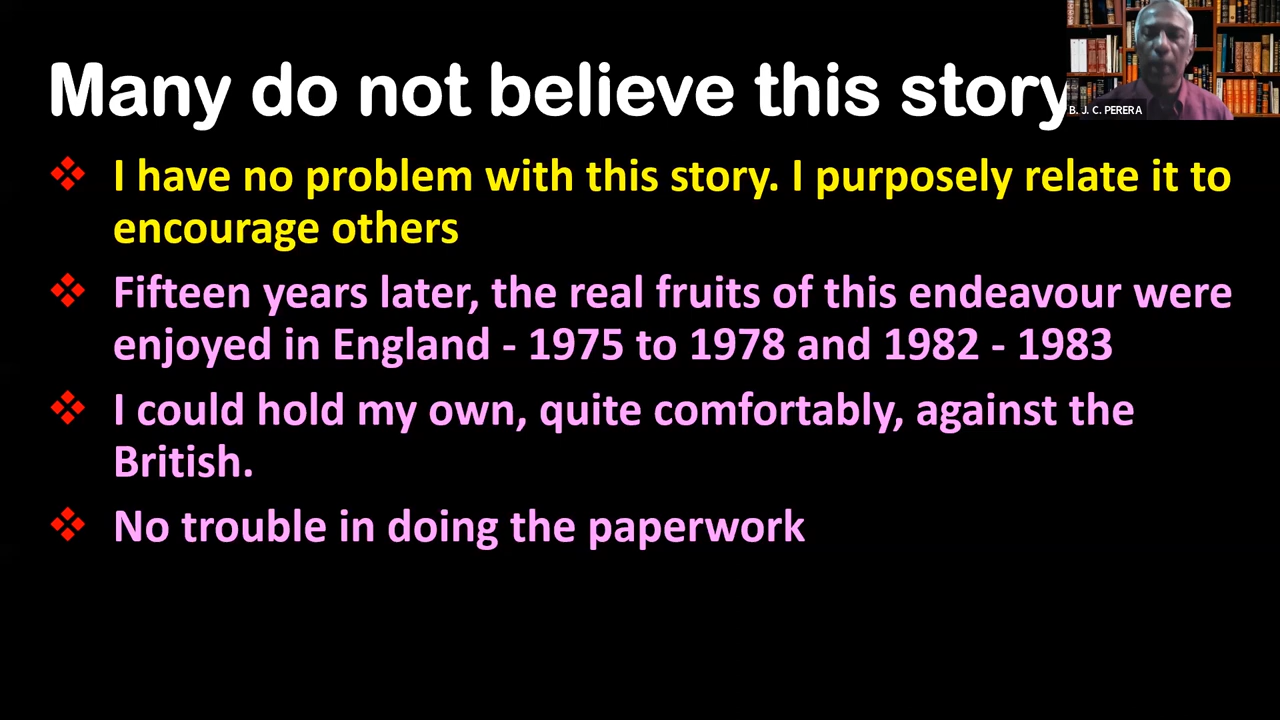 Many do not believe this story
B. J. C. PERERA
❖ I have no problem with this story. I purposely relate it to
encourage others
❖ Fifteen years later, the real fruits of this endeavour were
enjoyed in England - 1975 to 1978 and 1982 - 1983
❖ I could hold my own, quite comfortably, against the
British.
❖ No trouble in doing the paperwork